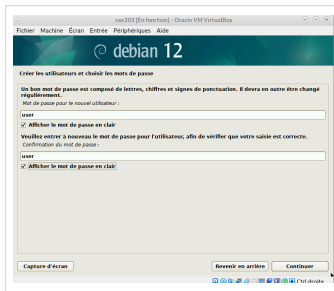 sae203 [En fonction] - Oracle VM VirtualBox
Fichier Machine Écran Entrée Périphériques Aide
debian 12
Créer les utilisateurs et choisir les mots de passe
Un bon mot de passe est composé de lettres, chiffres et signes de ponctuation. Il devra en outre être changé
régulièrement.
Mot de passe pour le nouvel utilisateur :
user
Afficher le mot de passe en clair
Veuillez entrer à nouveau le mot de passe pour l'utilisateur, afin de vérifier que votre saisie est correcte.
Confirmation du mot de passe :
user
Afficher le mot de passe en clair
Capture d'écran
Revenir en arrière
Continuer
Ctrl droite